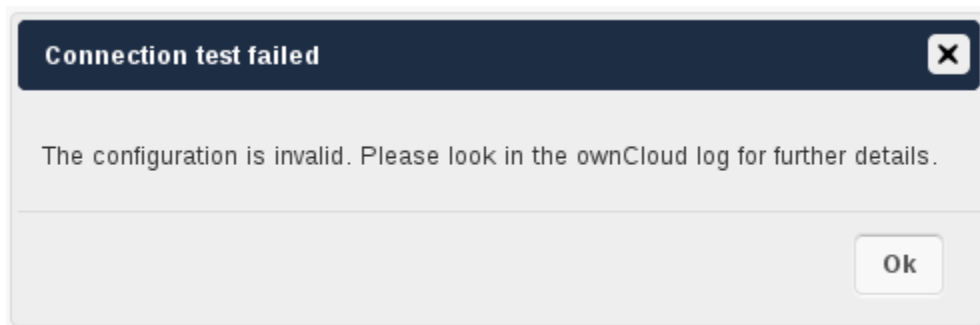 Connection test failed
The configuration is invalid. Please look in the ownCloud log for further details.
Ok